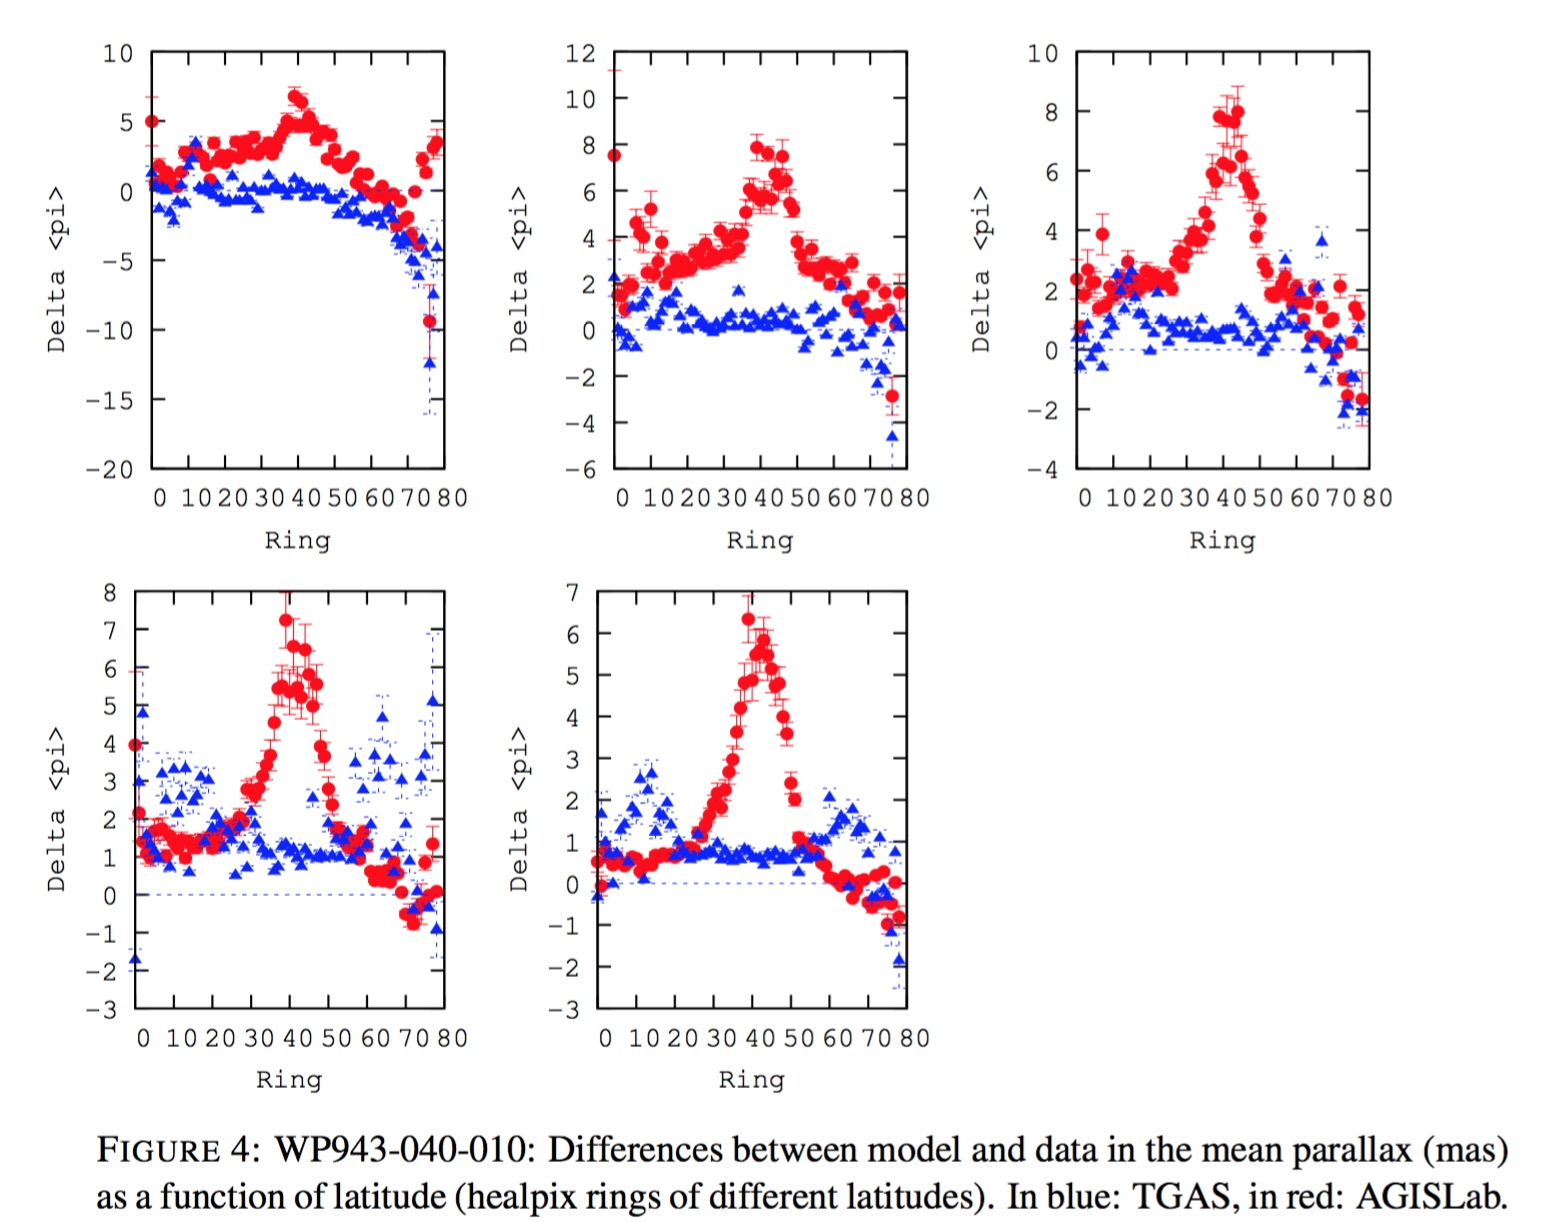 10
5
0
−5
−10
−15
−20
Delta <pi>
0 10 20 30 40 50 60 70 80
Ring
12
10
8
6
4
2
0
−2
−4
−6
Delta <pi>
0 10 20 30 40 50 60 70 80
Ring
10
8
6
4
2
0
−2
−4
Delta <pi>
0 10 20 30 40 50 60 70 80
Ring
8
7
6
5
4
3
2
1
0
−1
−2
−3
Delta <pi>
0 10 20 30 40 50 60 70 80
Ring
7
6
5
4
3
2
1
0
−1
−2
−3
Delta <pi>
0 10 20 30 40 50 60 70 80
Ring
FIGURE 4: WP943-040-010: Differences between model and data in the mean parallax (mas)
as a function of latitude (healpix rings of different latitudes). In blue: TGAS, in red: AGISLab.